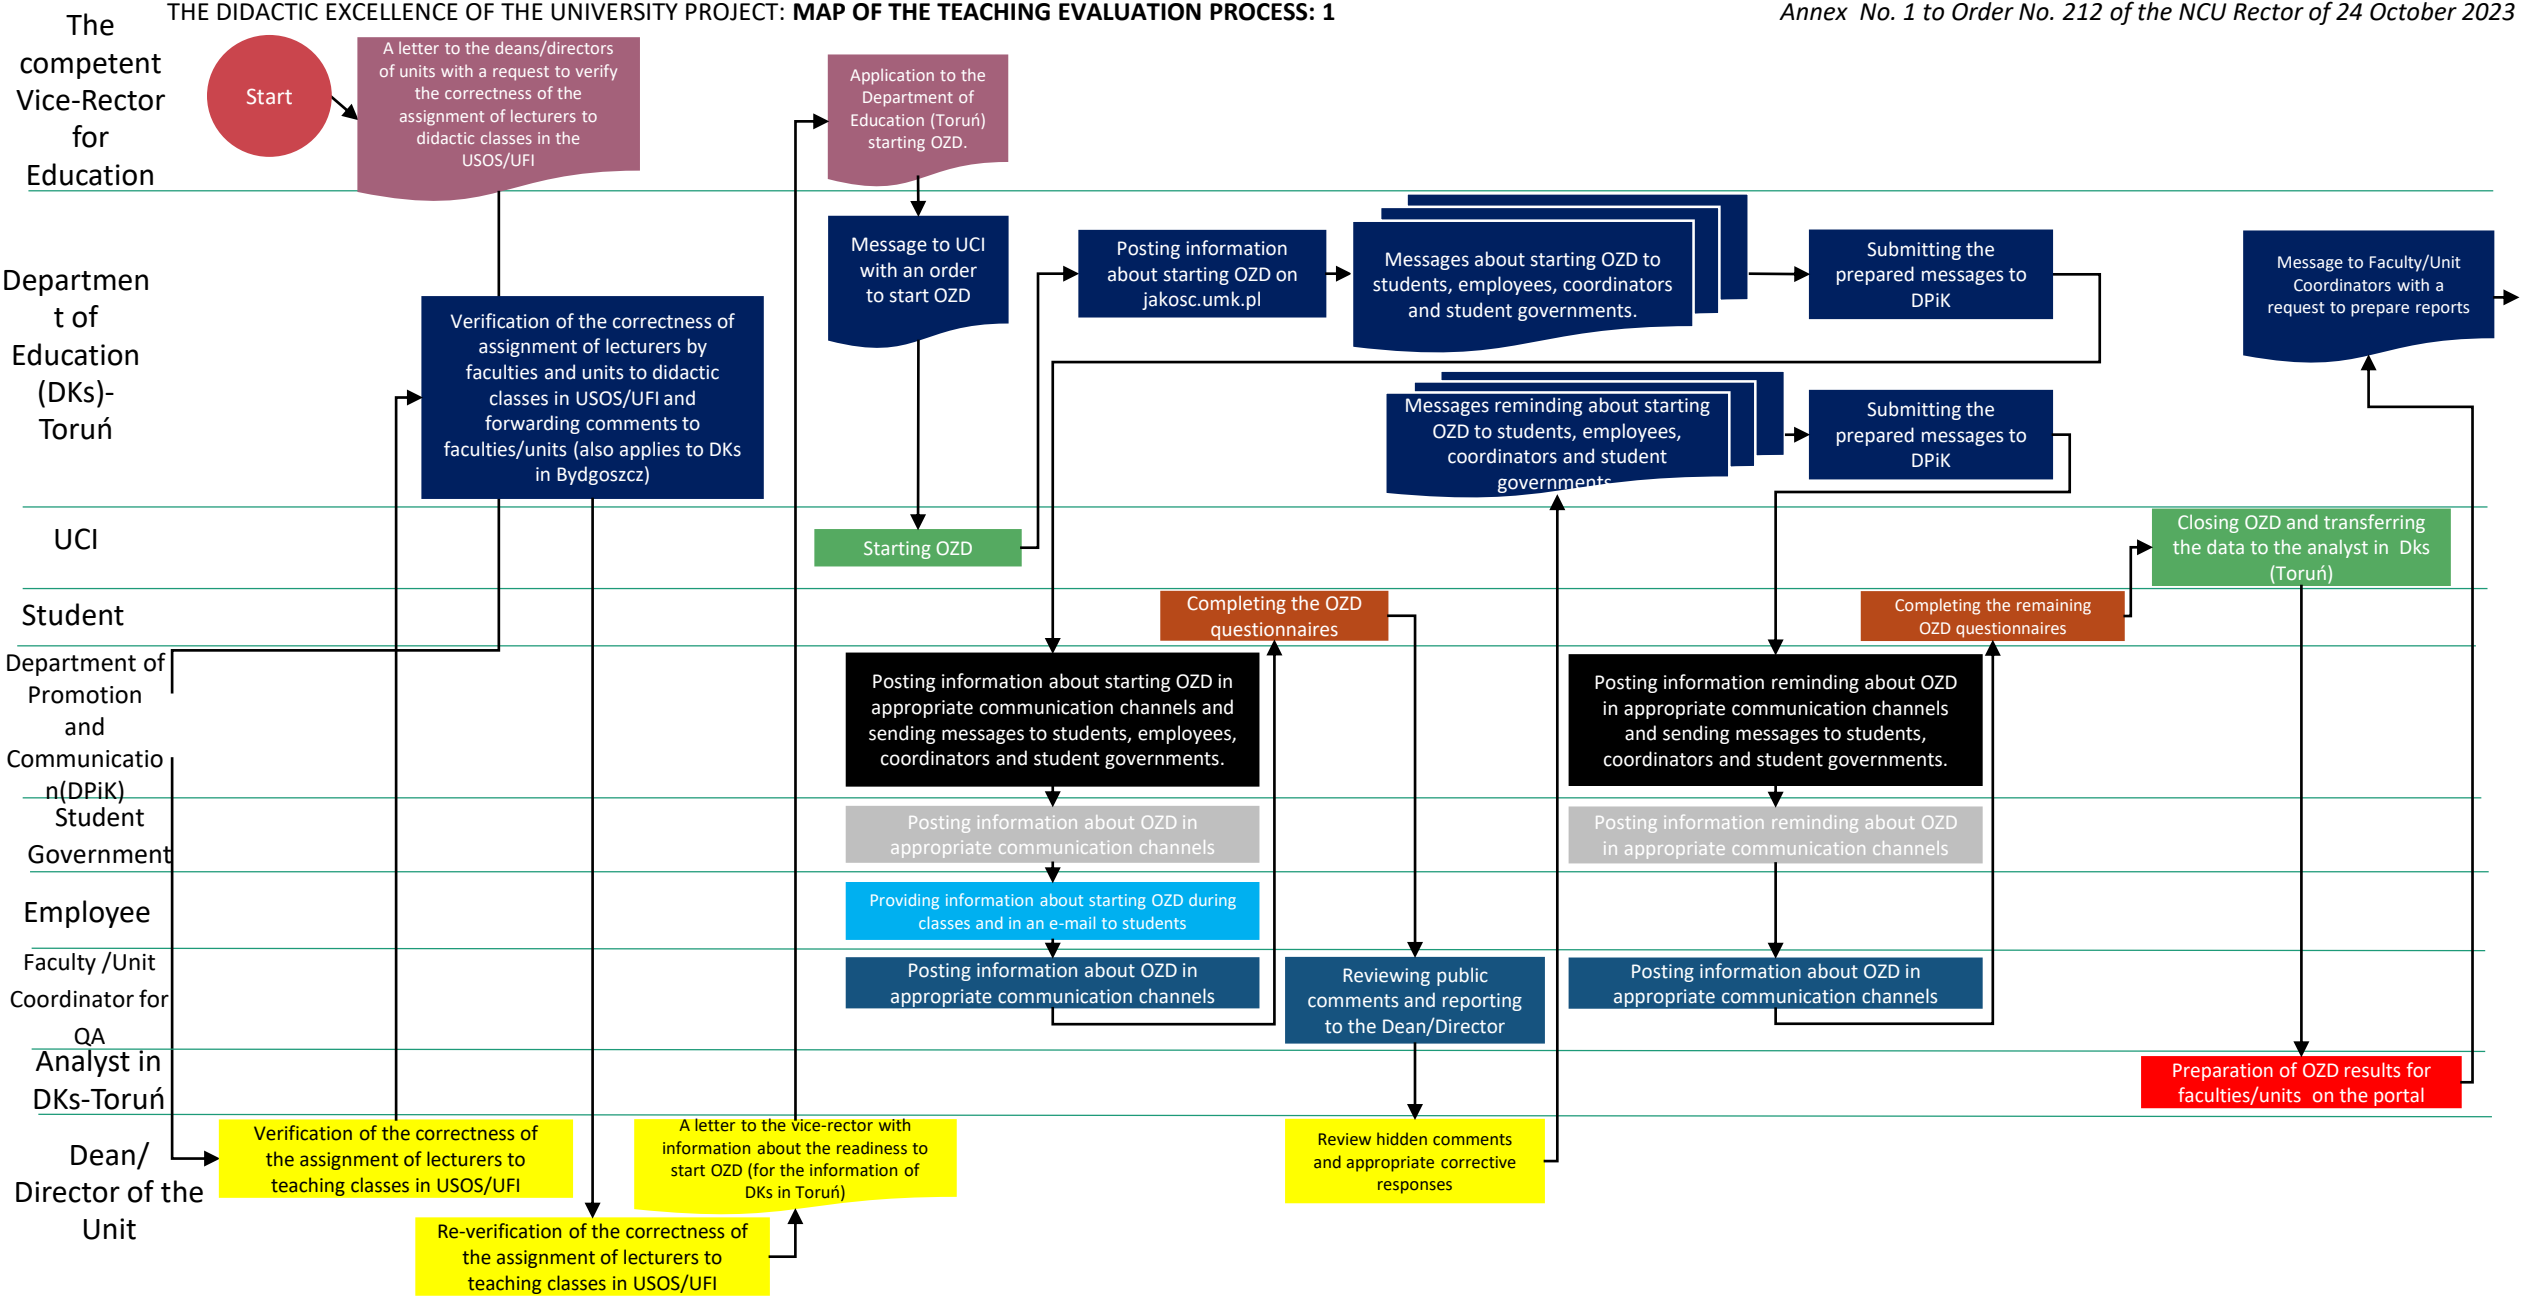 THE DIDACTIC EXCELLENCE OF THE UNIVERSITY PROJECT: MAP OF THE TEACHING EVALUATION PROCESS: 1
Annex No. 1 to Order No. 212 of the NCU Rector of 24 October 2023
The
competent
Vice-Rector
for
Education
Start
A letter to the deans/directors
of units with a request to verify
the correctness of the
assignment of lecturers to
didactic classes in the
USOS/UFI
Application to the
Department of
Education (Toruń)
starting OZD.
Departmen
t of
Education
(DKs)-
Toruń
Verification of the correctness of
assignment of lecturers by
faculties and units to didactic
classes in USOS/UFI and
forwarding comments to
faculties/units (also applies to DKs
in Bydgoszcz)
Message to UCI
with an order
to start OZD
Posting information
about starting OZD on
jakosc.umk.pl
Messages about starting OZD to
students, employees, coordinators
and student governments.
Submitting the
prepared messages to
DPiK
Messages reminding about starting
OZD to students, employees,
coordinators and student
governments
Submitting the
prepared messages to
DPiK
Message to Faculty/Unit
Coordinators with a
request to prepare reports
UCI
Starting OZD
Closing OZD and transferring
the data to the analyst in Dks
(Toruń)
Student
Completing the OZD
questionnaires
Completing the remaining
OZD questionnaires
Department of
Promotion
and
Communicatio
n(DPiK)
Posting information about starting OZD in
appropriate communication channels and
sending messages to students, employees,
coordinators and student governments.
Posting information reminding about OZD
in appropriate communication channels
and sending messages to students,
coordinators and student governments.
Student
Government
Posting information about OZD in
appropriate communication channels
Posting information reminding about OZD
in appropriate communication channels
Employee
Providing information about starting OZD during
classes and in an e-mail to students
Faculty /Unit
Coordinator for
QA
Posting information about OZD in
appropriate communication channels
Reviewing public
comments and reporting
to the Dean/Director
Posting information about OZD in
appropriate communication channels
Analyst in
DKs-Toruń
Preparation of OZD results for
faculties/units on the portal
Dean/
Director of the
Unit
Verification of the correctness of
the assignment of lecturers to
teaching classes in USOS/UFI
Re-verification of the correctness of
the assignment of lecturers to
teaching classes in USOS/UFI
A letter to the vice-rector with
information about the readiness to
start OZD (for the information of
DKs in Toruń)
Review hidden comments
and appropriate corrective
responses